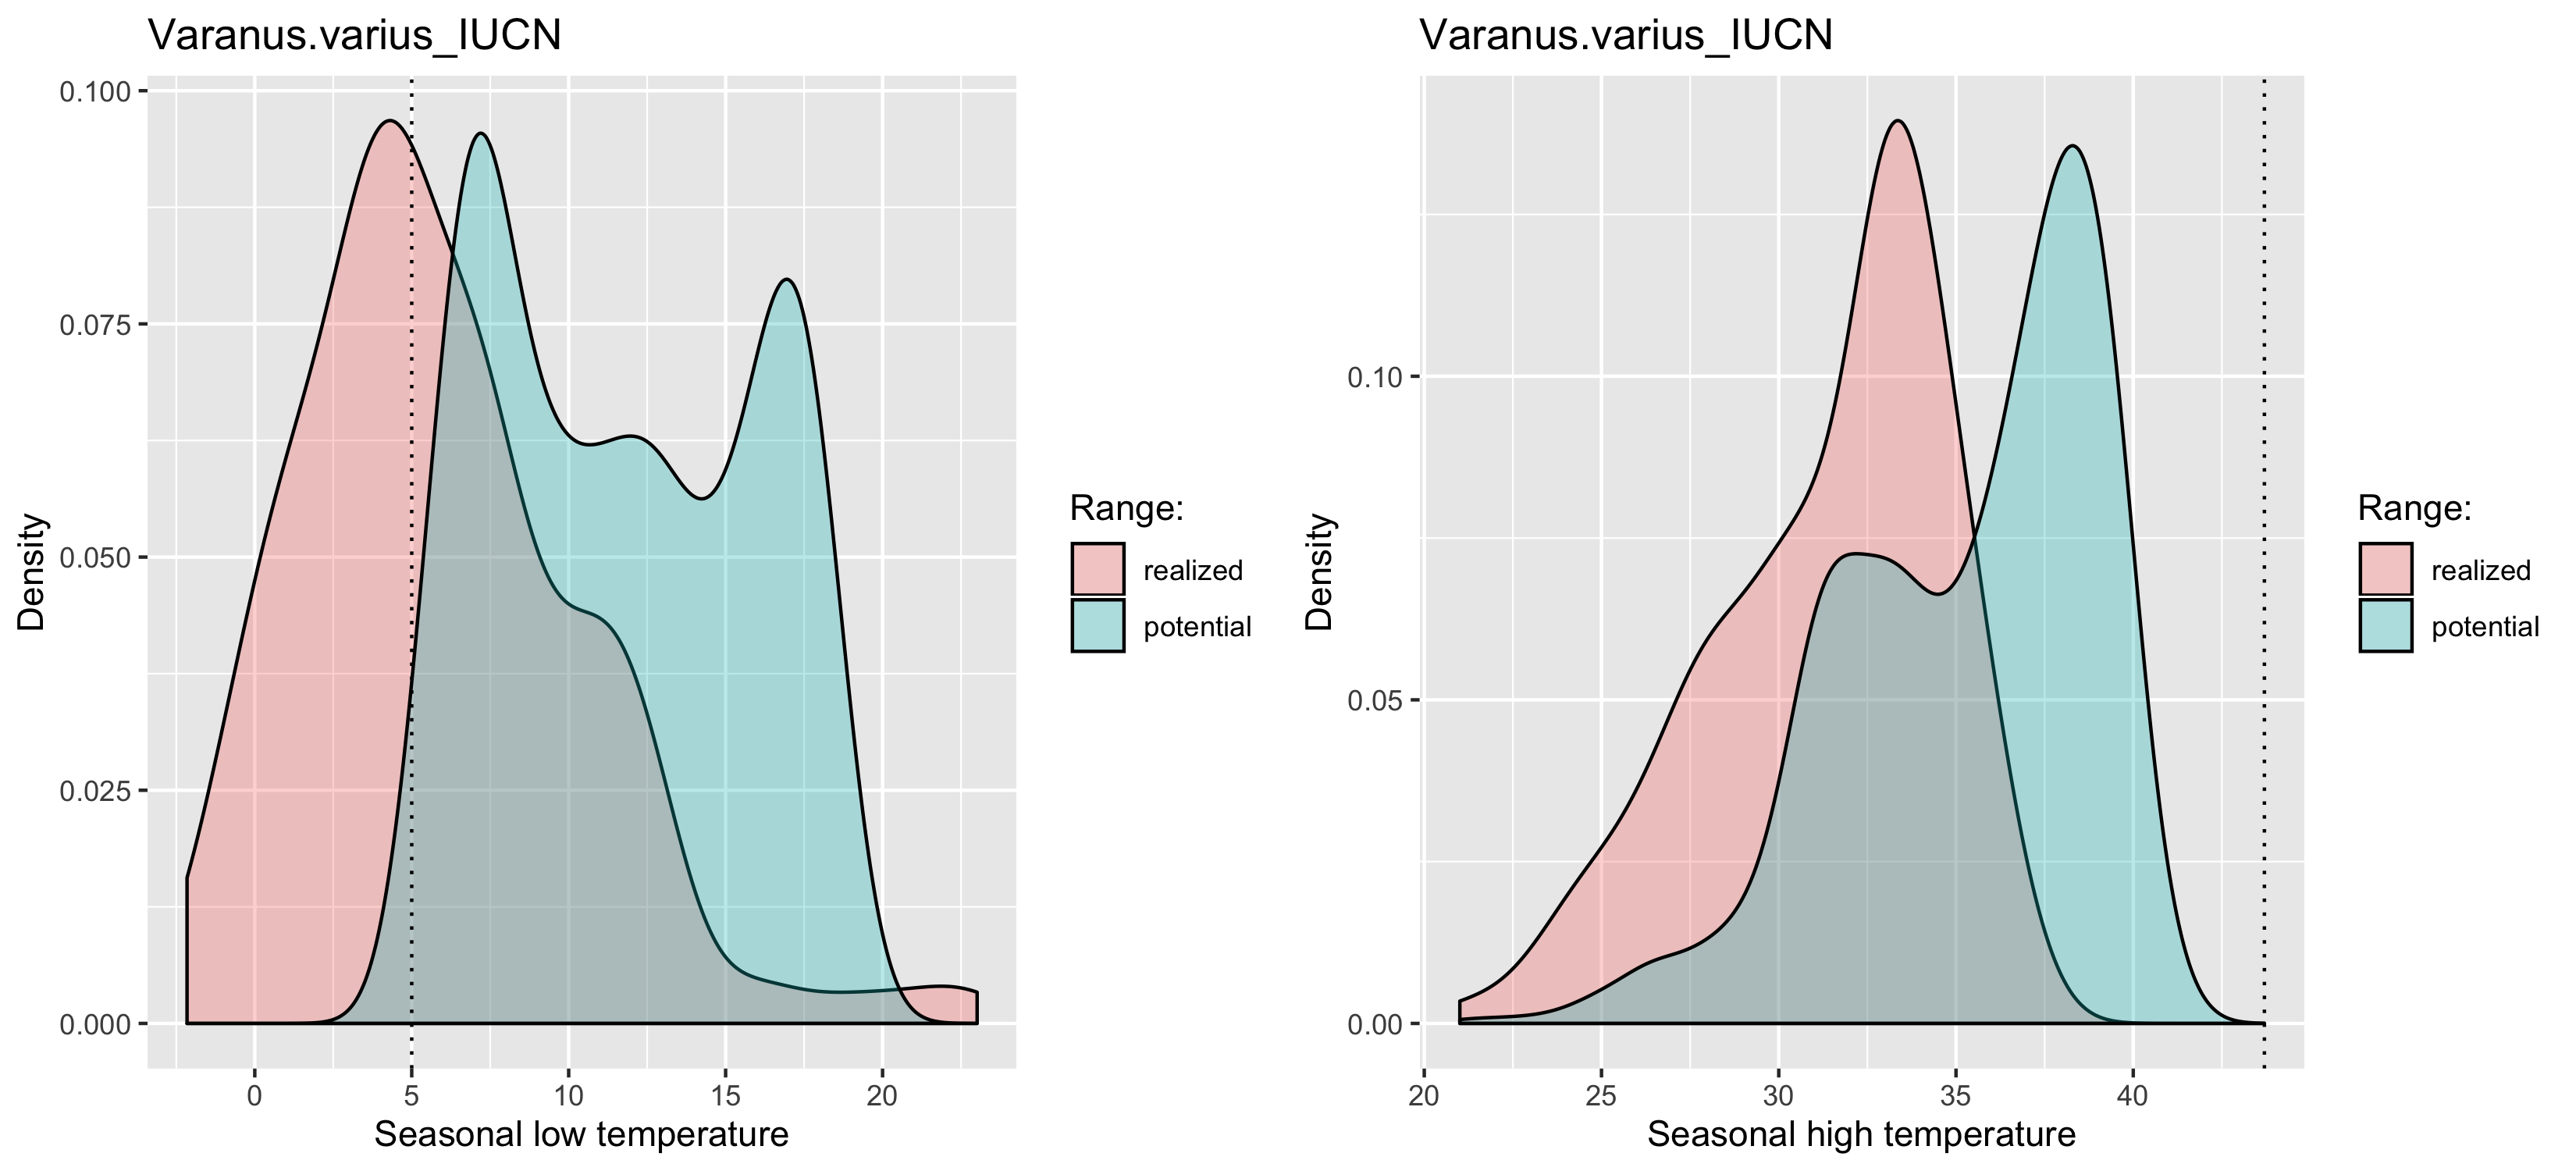 Varanus.varius_IUCN
0.100
0.075
0.050
0.025
0.000
Density
0 5 10 15 20
Seasonal low temperature
Range:
realized
potential
Varanus.varius_IUCN
0.10
0.05
0.00
Density
20 25 30 35 40
Seasonal high temperature
Range:
realized
potential